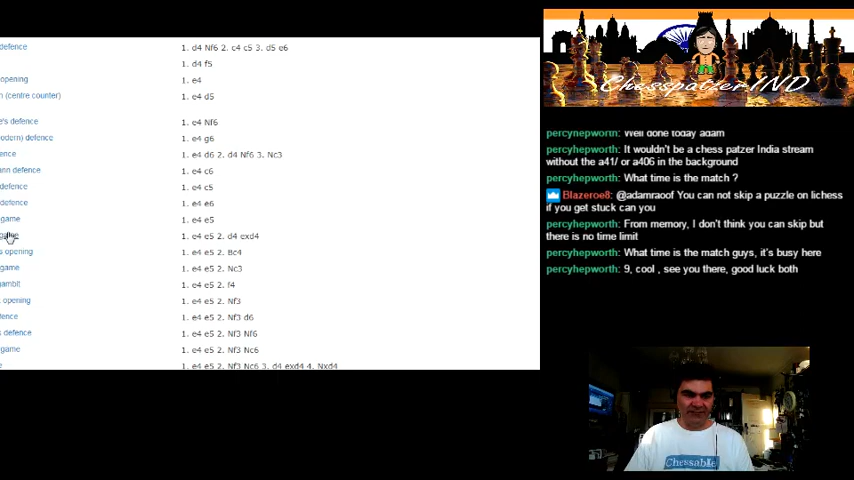 defence 1. d4 Nf6 2. c4 c5 3. d5 e6
1. d4 f5
opening 1. e4
(centre counter) 1. e4 d5
's defence 1. e4 Nf6
defence 1. e4 g6
1. e4 d6 2. d4 Nf6 3. Nc3
defence 1. e4 c6
defence 1. e4 c5
defence 1. e4 e6
game 1. e4 e5
1. e4 e5 2. d4 exd4
opening 1. e4 e5 2. Bc4
game 1. e4 e5 2. Nc3
gambit 1. e4 e5 2. f4
opening 1. e4 e5 2. Nf3
1. e4 e5 2. Nf3 d6
defence 1. e4 e5 2. Nf3 Nf6
game 1. e4 e5 2. Nf3 Nc6
1. e4 e5 2. Nf3 Nc6 3. d4 exd4 4. Nxd4
ChesspatzerIND
percyhepworth: Well done today adam
percyhepworth: It wouldn't be a chess patzer India stream
without the a41/ or a406 in the background
percyhepworth: What time is the match ?
Blazeroe8: @adamraoof You can not skip a puzzle on lichess
if you get stuck can you
percyhepworth: From memory, I don't think you can skip but
there is no time limit
percyhepworth: What time is the match guys, it's busy here
percyhepworth: 9, cool , see you there, good luck both
Chessable